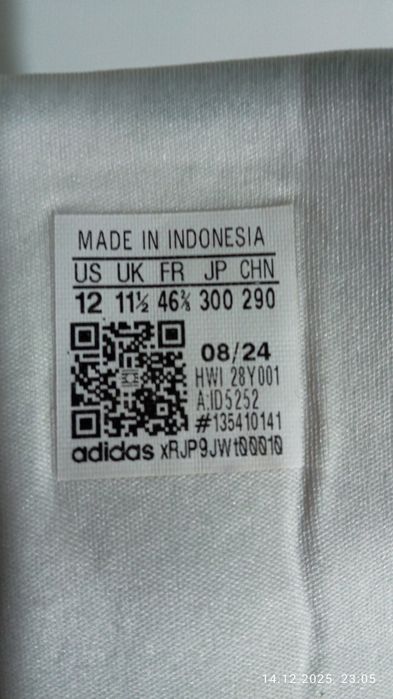 MADE IN INDONESIA
US UK FR JP CHN
12 11½ 46⅔ 300 290
08/24
HWI 28Y001
A:ID5252
#135410141
adidas xRJP9JWt00010
14.12.2025, 23:05